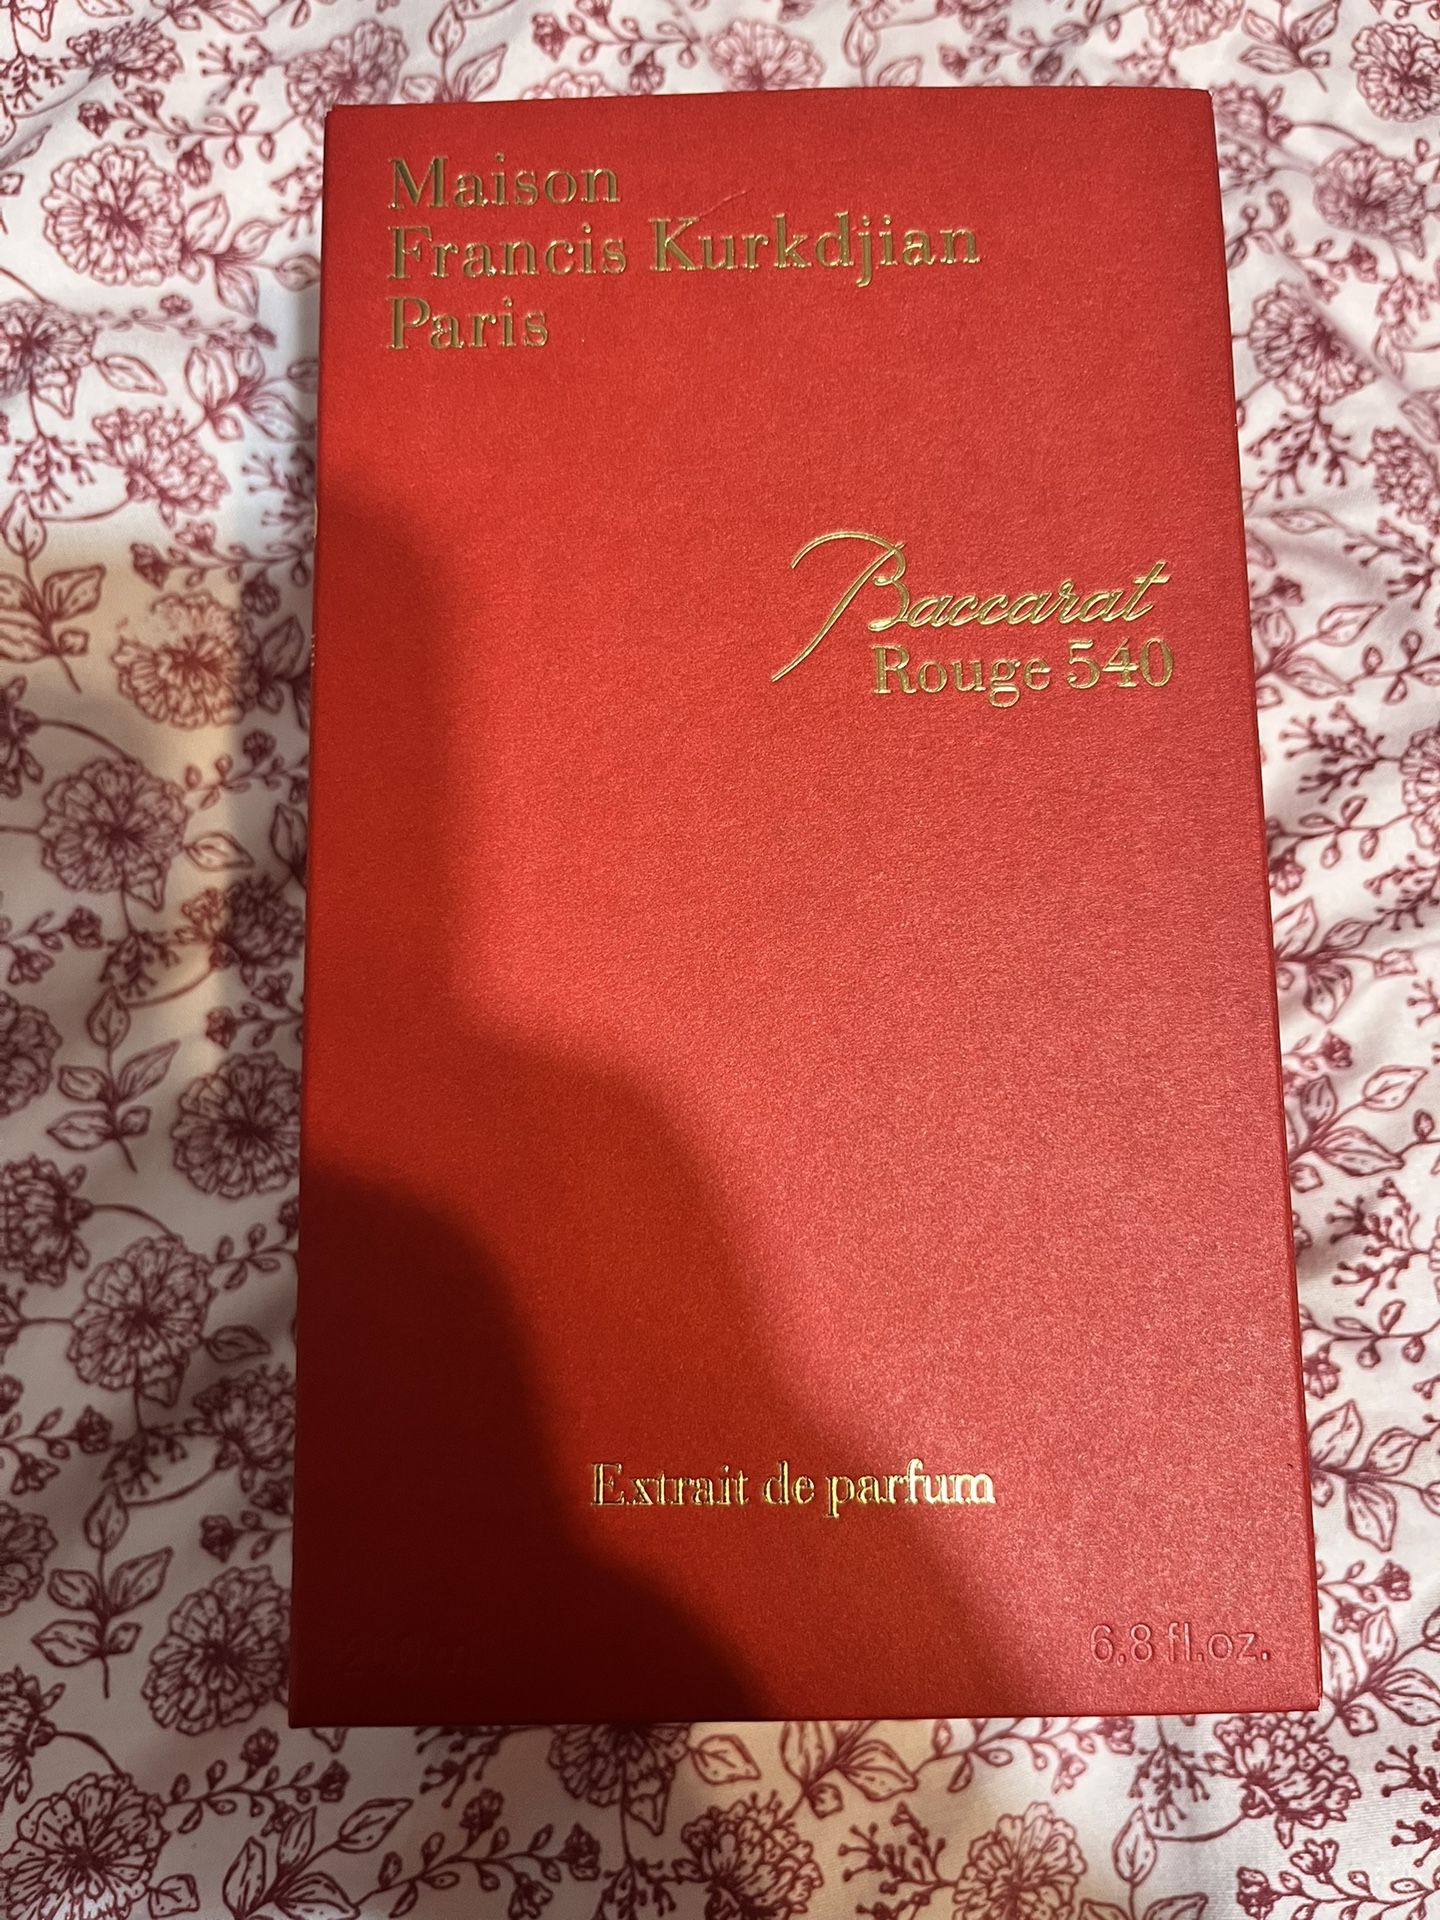 Maison
Francis Kurkdjian
Paris
Baccarat
Rouge 540
Extrait de parfum
6.8 fl.oz.